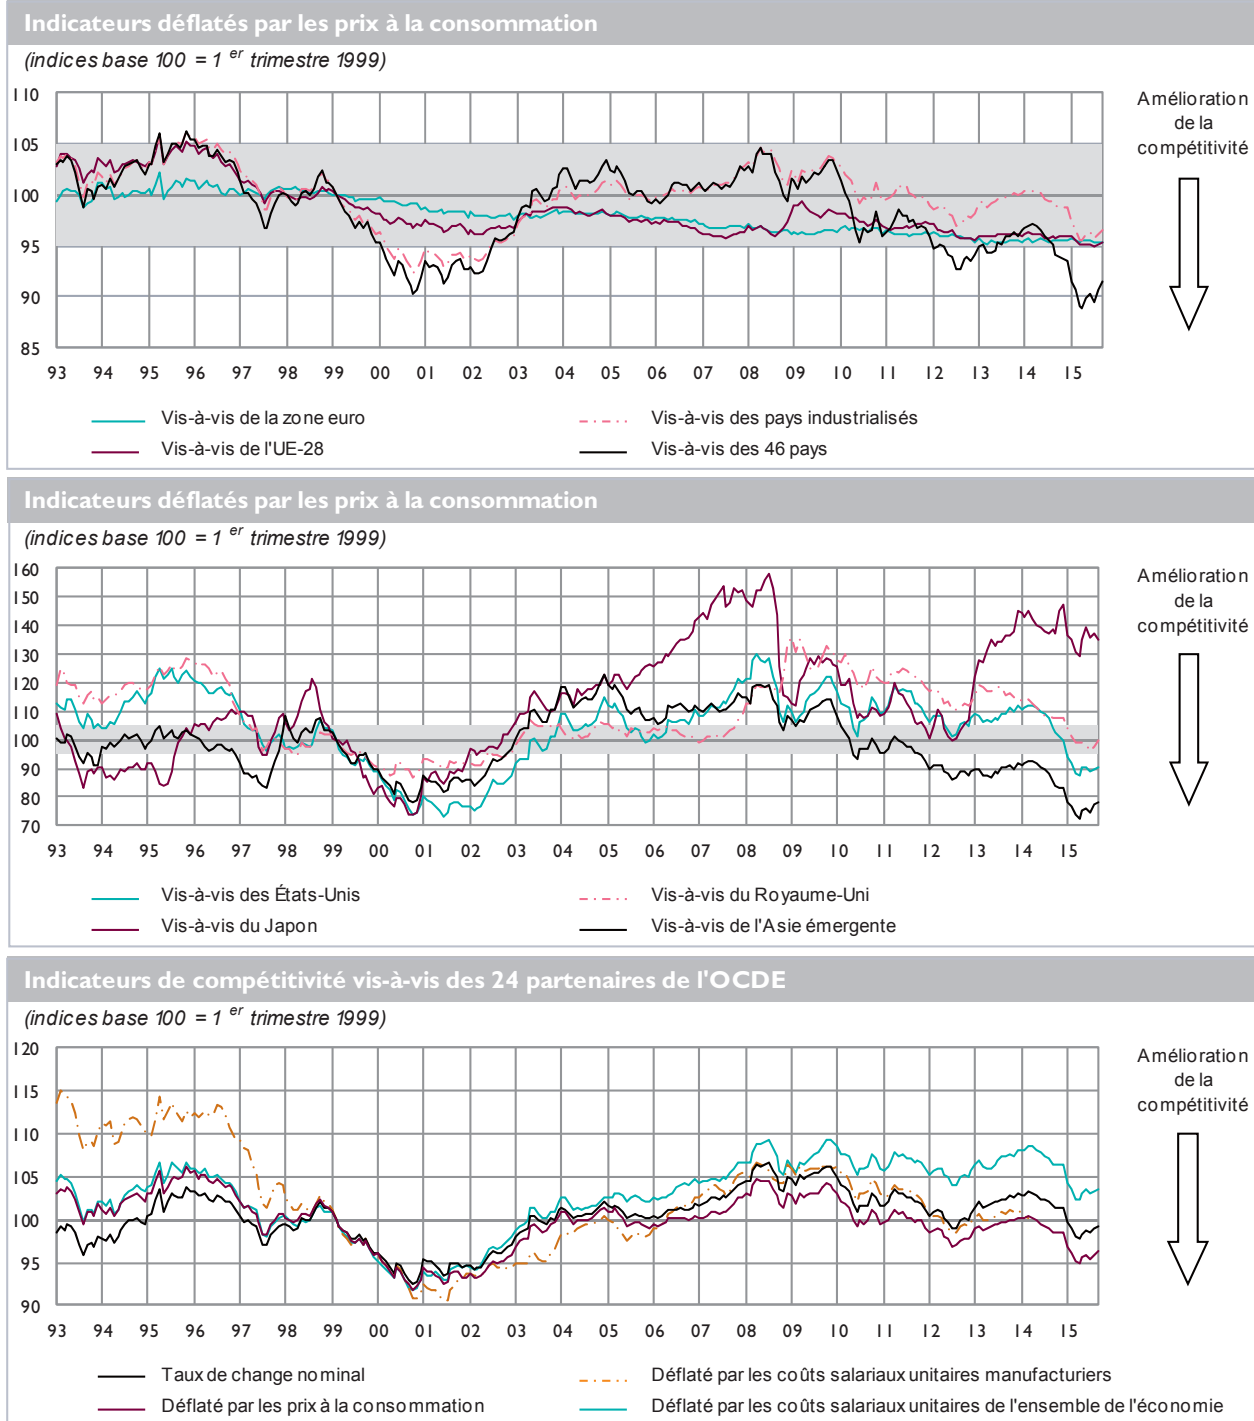 Indicateurs déflatés par les prix à la consommation
(indices base 100 = 1 er trimestre 1999)
110
105
100
95
90
85
93 94 95 96 97 98 99 00 01 02 03 04 05 06 07 08 09 10 11 12 13 14 15
Amélioration
de la
compétitivité
Vis-à-vis de la zone euro
Vis-à-vis des pays industrialisés
Vis-à-vis de l'UE-28
Vis-à-vis des 46 pays
Indicateurs déflatés par les prix à la consommation
(indices base 100 = 1 er trimestre 1999)
160
150
140
130
120
110
100
90
80
70
93 94 95 96 97 98 99 00 01 02 03 04 05 06 07 08 09 10 11 12 13 14 15
Amélioration
de la
compétitivité
Vis-à-vis des États-Unis
Vis-à-vis du Royaume-Uni
Vis-à-vis du Japon
Vis-à-vis de l'Asie émergente
Indicateurs de compétitivité vis-à-vis des 24 partenaires de l'OCDE
(indices base 100 = 1 er trimestre 1999)
120
115
110
105
100
95
90
93 94 95 96 97 98 99 00 01 02 03 04 05 06 07 08 09 10 11 12 13 14 15
Amélioration
de la
compétitivité
Taux de change nominal
Déflaté par les coûts salariaux unitaires manufacturiers
Déflaté par les prix à la consommation
Déflaté par les coûts salariaux unitaires de l'ensemble de l'économie